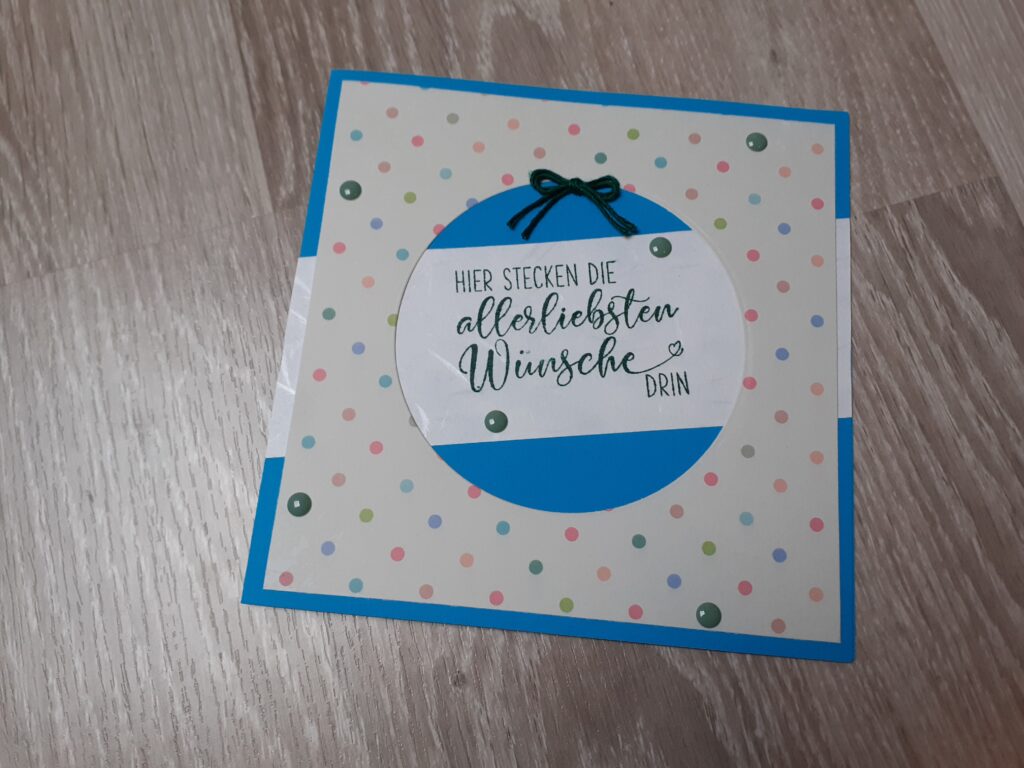 HIER STECKEN DIE
allerliebsten
Wünsche
DRIN